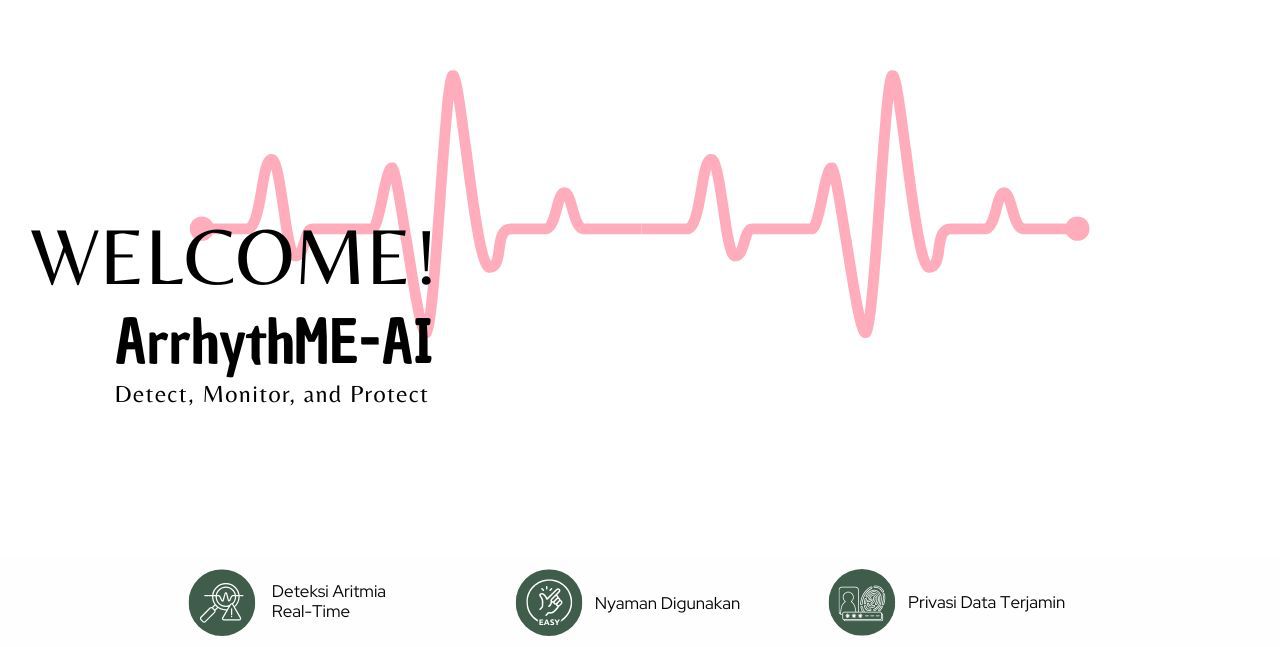 WELCOME!
ArrhythME-AI
Detect, Monitor, and Protect
Deteksi Aritmia
Real-Time
EASY
Nyaman Digunakan
Privasi Data Terjamin